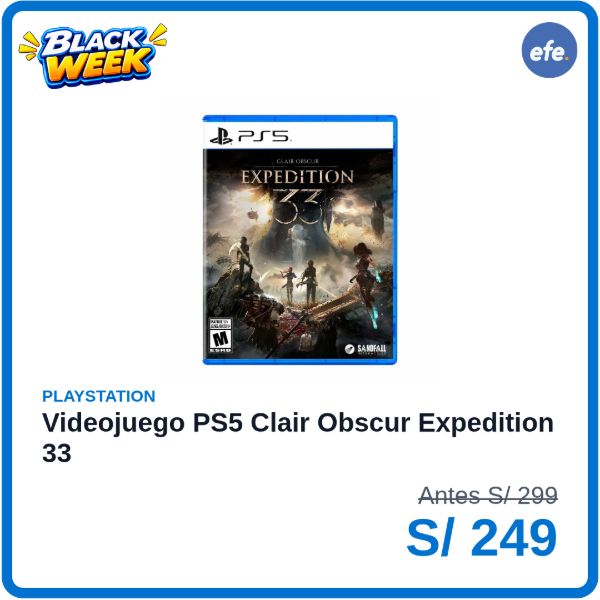 BLACK
WEEK
efe.
PS5
CLAIR OBSCUR
EXPEDITION
33
M
ESRB
SANDFALL
PLAYSTATION
Videojuego PS5 Clair Obscur Expedition
33
Antes S/ 299
S/ 249